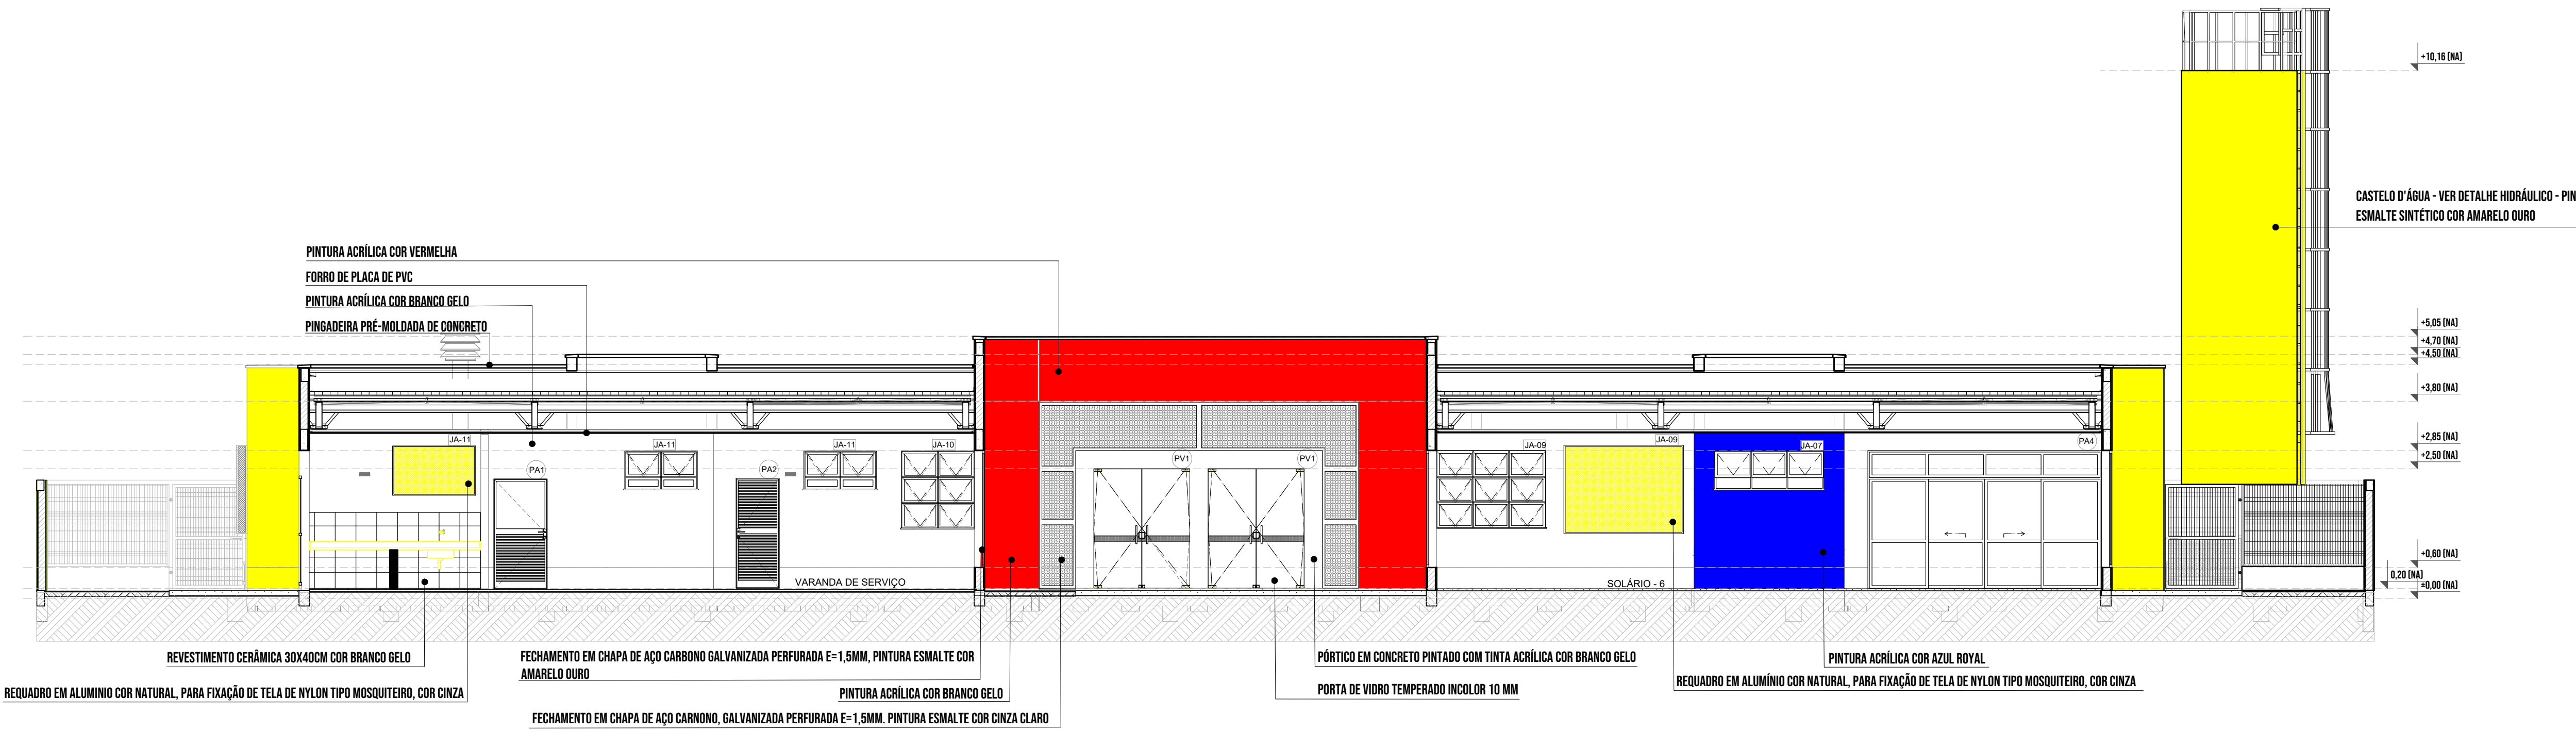 +10,16 (NA)
CASTELO D'ÁGUA - VER DETALHE HIDRÁULICO - PIN
ESMALTE SINTÉTICO COR AMARELO OURO
PINTURA ACRÍLICA COR VERMELHA
FORRO DE PLACA DE PVC
PINTURA ACRÍLICA COR BRANCO GELO
PINGADEIRA PRÉ-MOLDADA DE CONCRETO
+5,05 (NA)
+4,70 (NA)
+4,50 (NA)
+3,80 (NA)
+2,85 (NA)
+2,50 (NA)
+0,60 (NA)
0,20 (NA)
±0,00 (NA)
JA-11
PA1
JA-11
PA2
JA-11
JA-10
PV1
PV1
JA-09
JA-09
JA-07
PA4
VARANDA DE SERVIÇO
SOLÁRIO - 6
REVESTIMENTO CERÂMICA 30X40CM COR BRANCO GELO
REQUADRO EM ALUMINIO COR NATURAL, PARA FIXAÇÃO DE TELA DE NYLON TIPO MOSQUITEIRO, COR CINZA
FECHAMENTO EM CHAPA DE AÇO CARBONO GALVANIZADA PERFURADA E=1,5MM, PINTURA ESMALTE COR
AMARELO OURO
PINTURA ACRÍLICA COR BRANCO GELO
FECHAMENTO EM CHAPA DE AÇO CARNONO, GALVANIZADA PERFURADA E=1,5MM. PINTURA ESMALTE COR CINZA CLARO
PÓRTICO EM CONCRETO PINTADO COM TINTA ACRÍLICA COR BRANCO GELO
PORTA DE VIDRO TEMPERADO INCOLOR 10 MM
PINTURA ACRÍLICA COR AZUL ROYAL
REQUADRO EM ALUMÍNIO COR NATURAL, PARA FIXAÇÃO DE TELA DE NYLON TIPO MOSQUITEIRO, COR CINZA